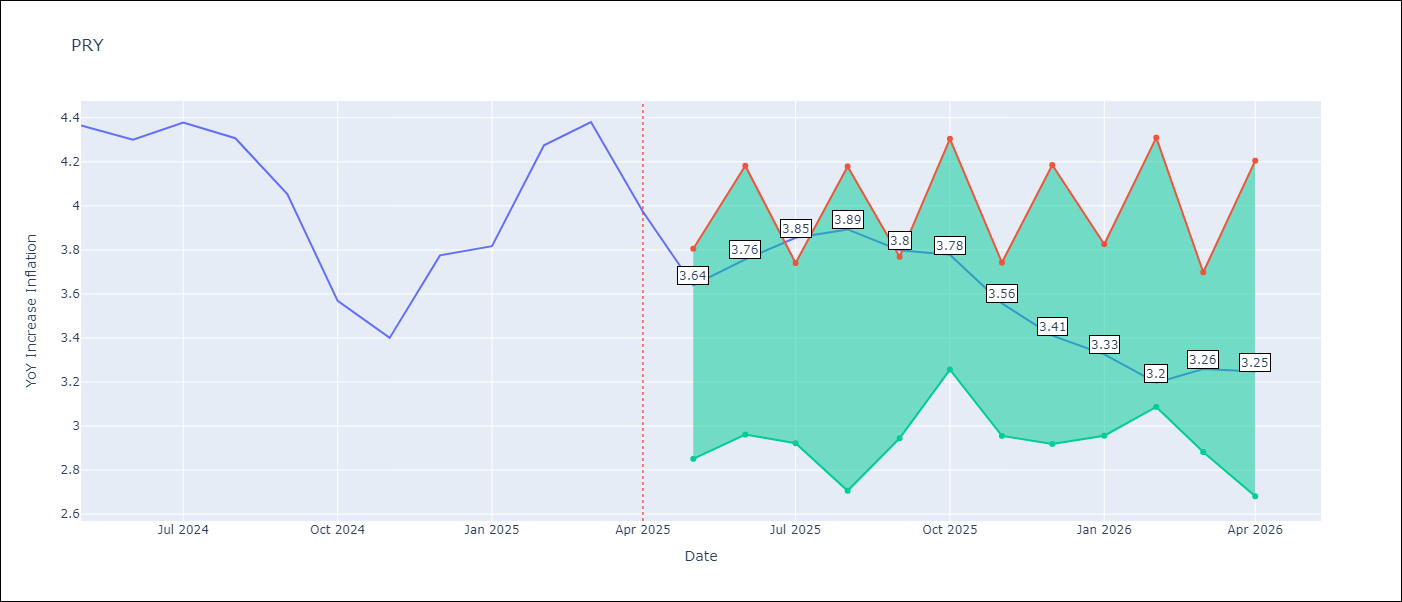 PRY
YoY Increase Inflation
4.4
4.2
4
3.8
3.6
3.4
3.2
3
2.8
2.6
3.64
3.76
3.85
3.89
3.8
3.78
3.56
3.41
3.33
3.2
3.26
3.25
Jul 2024
Oct 2024
Jan 2025
Apr 2025
Jul 2025
Oct 2025
Jan 2026
Apr 2026
Date